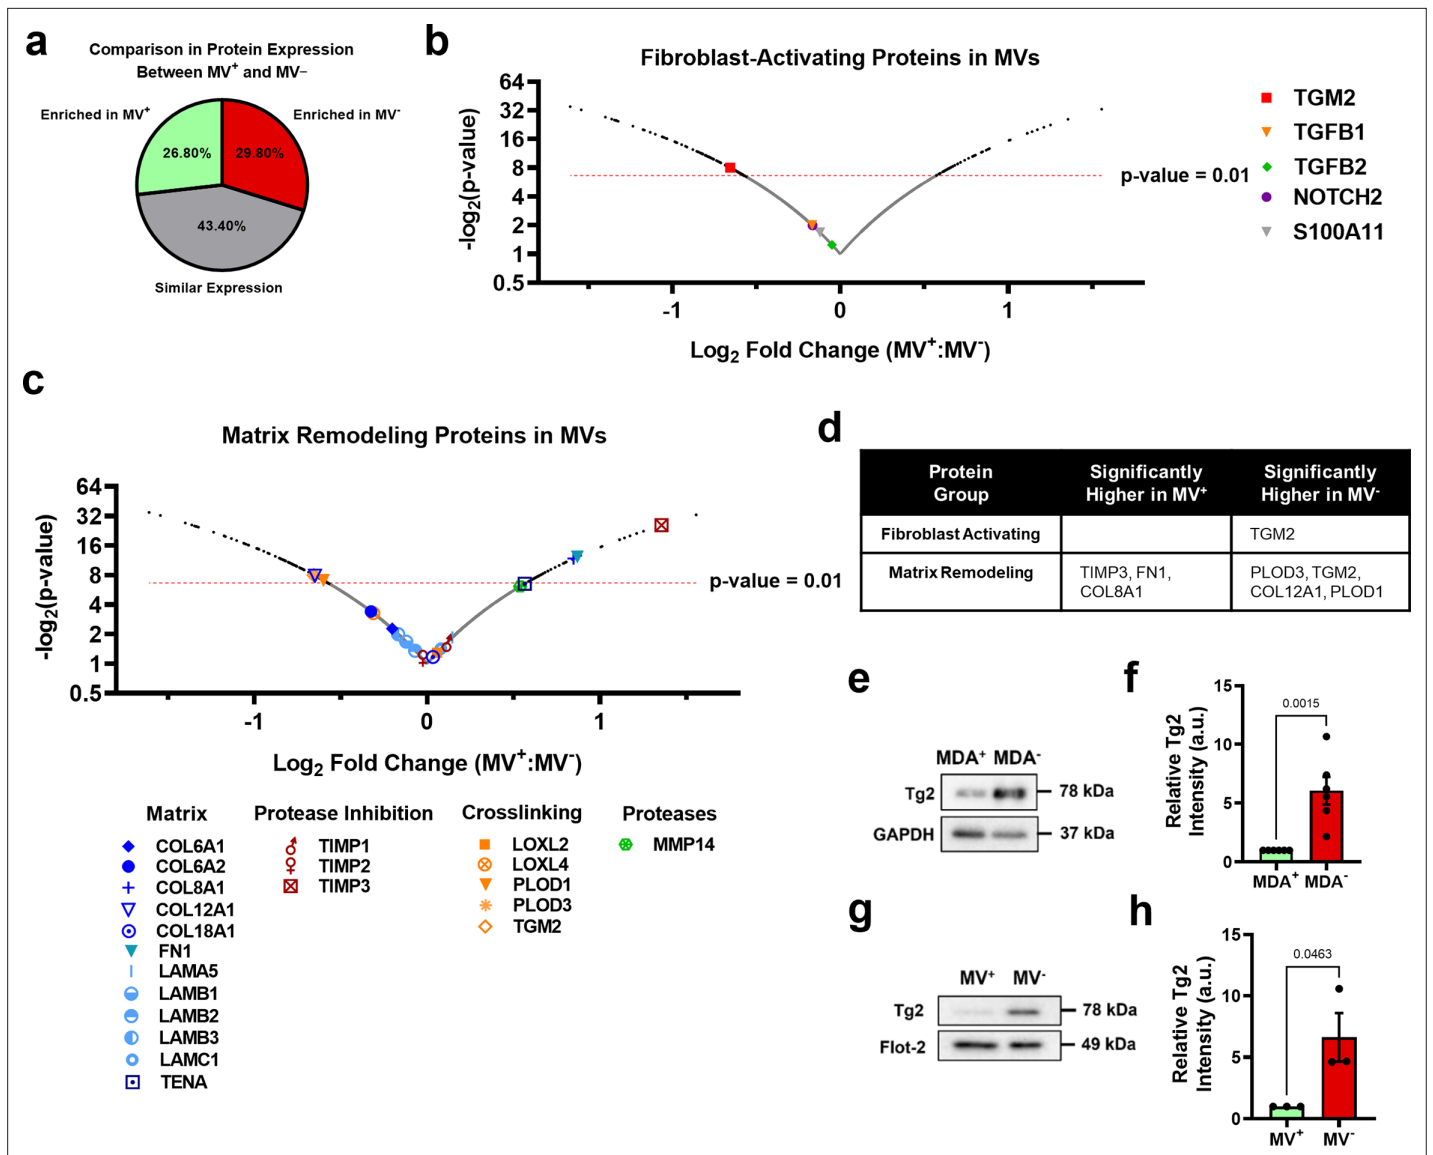 a
Comparison in Protein Expression
Between MV+ and MV–
Enriched in MV+
Enriched in MV-
26.80%
29.80%
43.40%
Similar Expression
b
Fibroblast-Activating Proteins in MVs
-log2(p-value)
64
32
16
8
4
2
1
0.5
-1
0
1
Log2 Fold Change (MV+:MV-)
p-value = 0.01
TGM2
TGFB1
TGFB2
NOTCH2
S100A11
c
Matrix Remodeling Proteins in MVs
-log2(p-value)
64
32
16
8
4
2
1
0.5
-1
0
1
Log2 Fold Change (MV+:MV-)
p-value = 0.01
Matrix
COL6A1
COL6A2
COL8A1
COL12A1
COL18A1
FN1
LAMA5
LAMB1
LAMB2
LAMB3
LAMC1
TENA
Protease Inhibition
TIMP1
TIMP2
TIMP3
Crosslinking
LOXL2
LOXL4
PLOD1
PLOD3
TGM2
Proteases
MMP14
d
Protein
Group
Significantly
Higher in MV+
Significantly
Higher in MV-
Fibroblast Activating
TGM2
Matrix Remodeling
TIMP3, FN1,
COL8A1
PLOD3, TGM2,
COL12A1, PLOD1
e
MDA+ MDA-
Tg2
78 kDa
GAPDH
37 kDa
f
Relative Tg2
Intensity (a.u.)
15
10
5
0
0.0015
MDA+ MDA-
g
MV+ MV-
Tg2
78 kDa
Flot-2
49 kDa
h
Relative Tg2
Intensity (a.u.)
15
10
5
0
0.0463
MV+ MV-